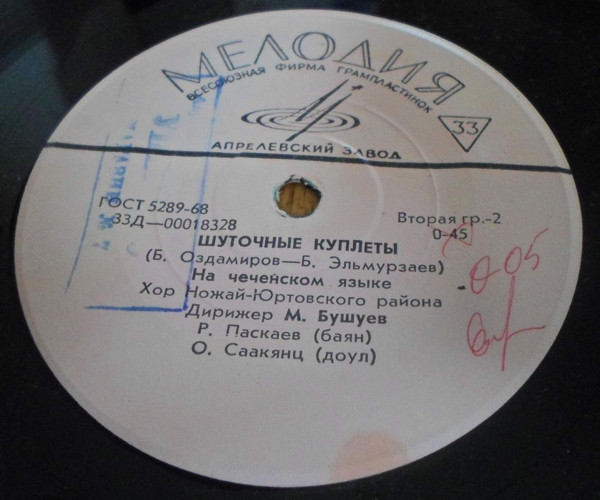 МЕЛОДИЯ
ВСЕСОЮЗНАЯ ФИРМА ГРАМПЛАСТИНОК
33
АПРЕЛЕВСКИЙ ЗАВОД
ГОСТ 5289-68
33Д—00018328
Вторая гр.-2
0-45
ШУТОЧНЫЕ КУПЛЕТЫ
(Б. Оздамиров—Б. Эльмурзаев)
На чеченском языке
Хор Ножай-Юртовского района
Дирижер М. Бушуев
Р. Паскаев (баян)
О. Саакянц (доул)
0-05